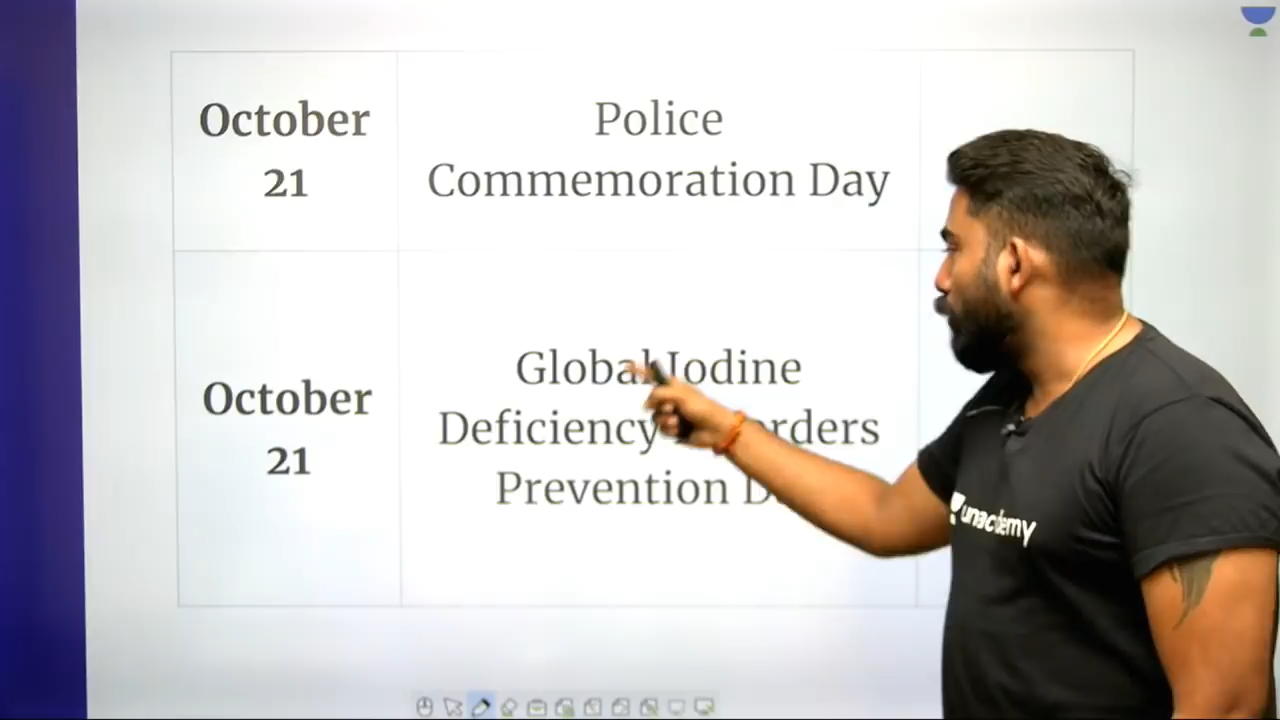 October
21
Police
Commemoration Day
October
21
Global Iodine
Deficiency
Prevention
unacademy